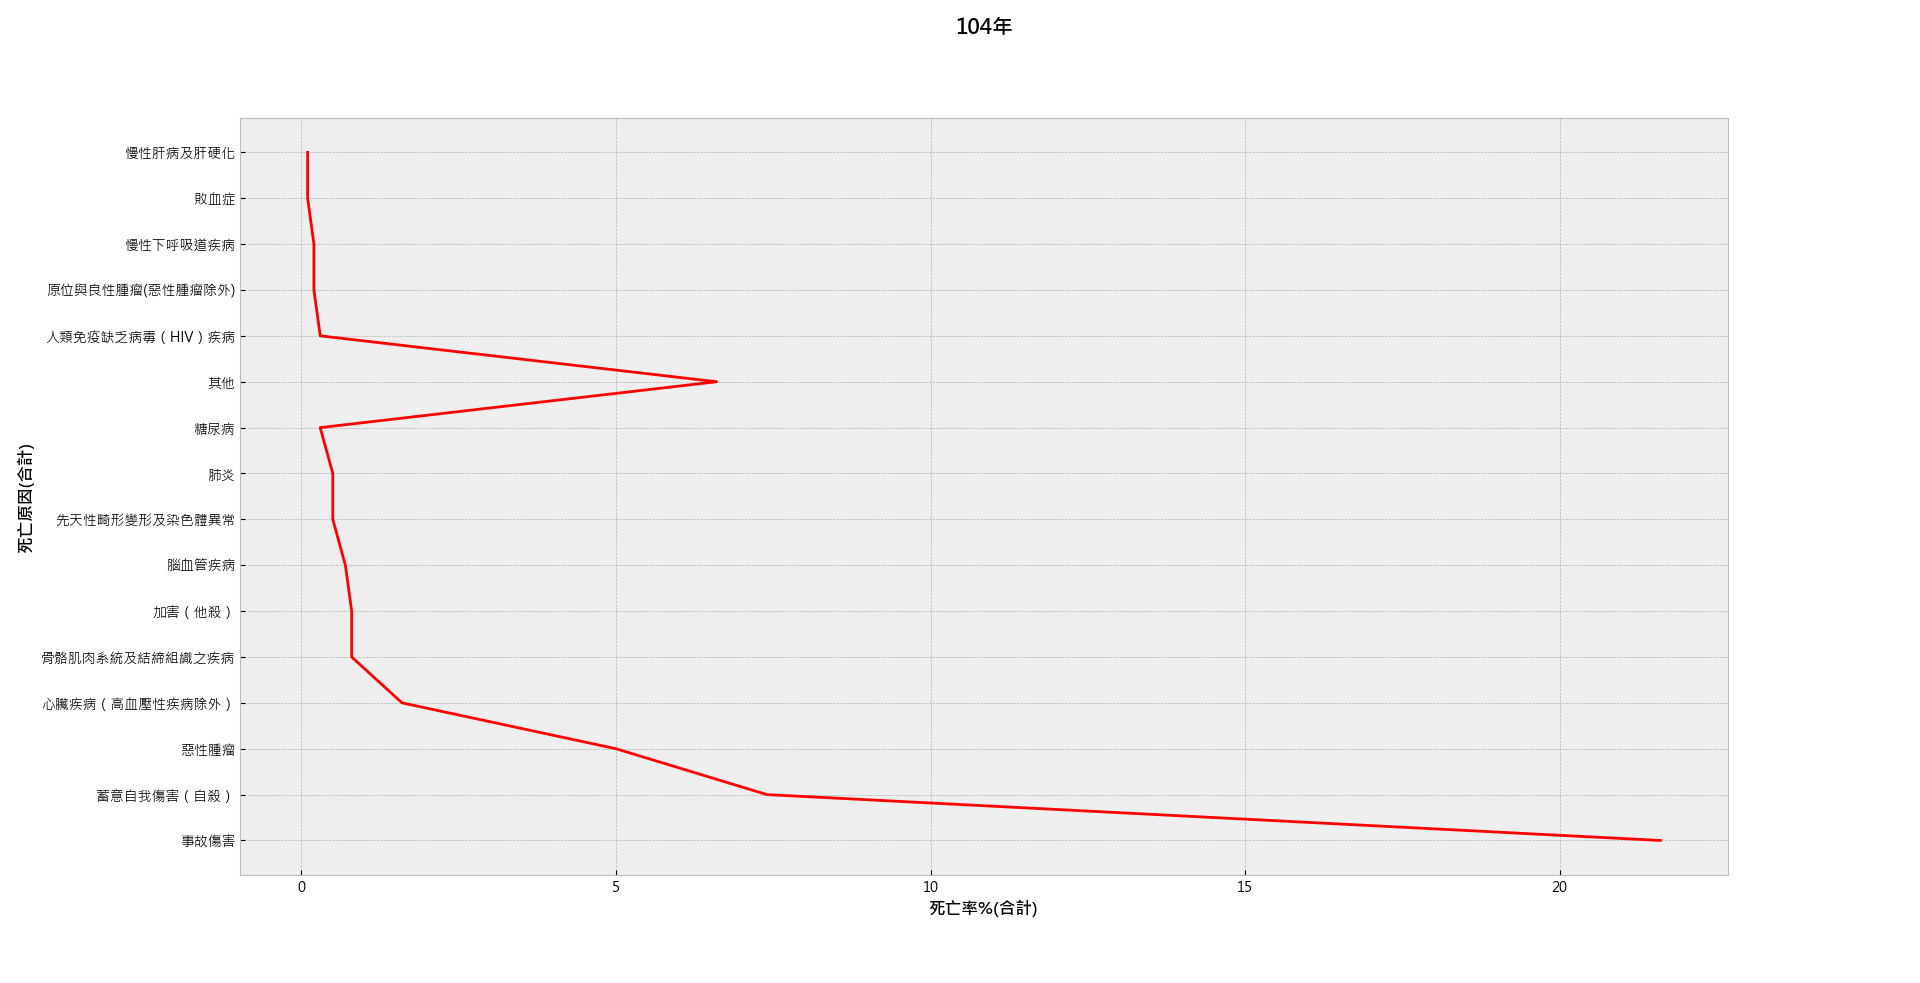 104年
慢性肝病及肝硬化
敗血症
慢性下呼吸道疾病
原位與良性腫瘤(惡性腫瘤除外)
人類免疫缺乏病毒（HIV）疾病
其他
糖尿病
肺炎
先天性畸形變形及染色體異常
腦血管疾病
加害（他殺）
骨骼肌肉系統及結締組織之疾病
心臟疾病（高血壓性疾病除外）
惡性腫瘤
蓄意自我傷害（自殺）
事故傷害
死亡原因(合計)
0 5 10 15 20
死亡率%(合計)